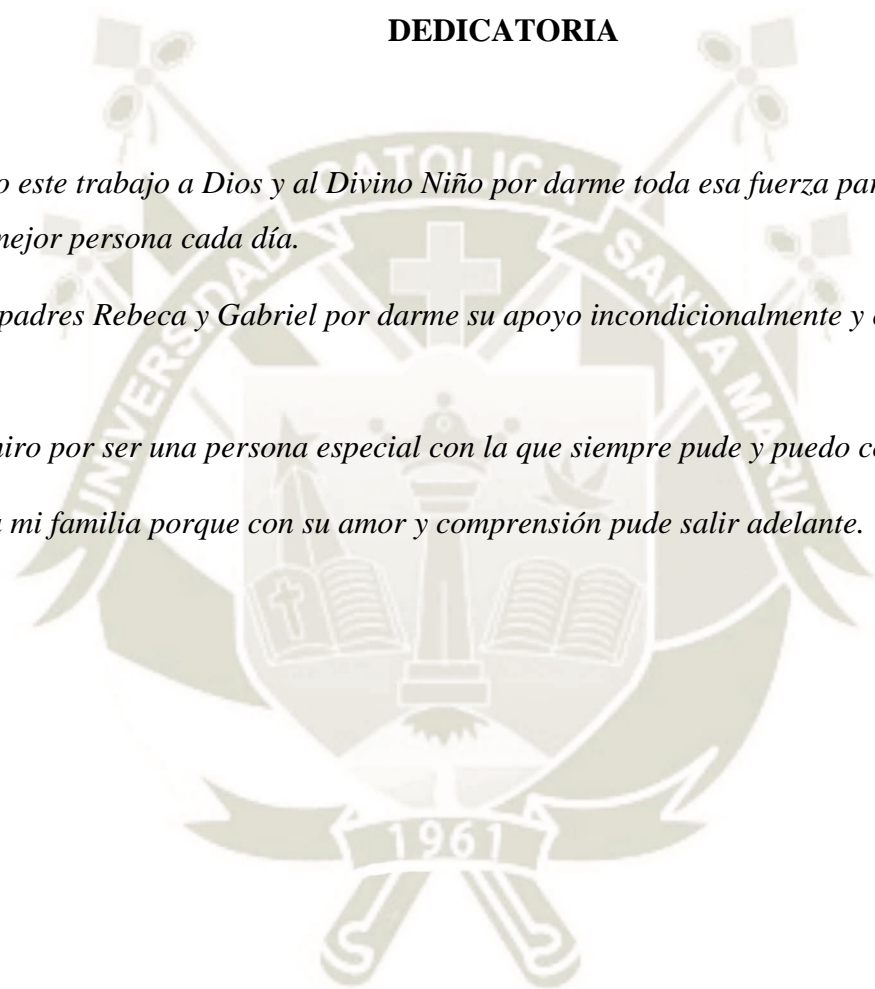 DEDICATORIA
o este trabajo a Dios y al Divino Niño por darme toda esa fuerza par
mejor persona cada día.
padres Rebeca y Gabriel por darme su apoyo incondicionalmente y
iro por ser una persona especial con la que siempre pude y puedo co
mi familia porque con su amor y comprensión pude salir adelante.
UNIVERSIDAD CATOLICA SANTA MARIA
1961